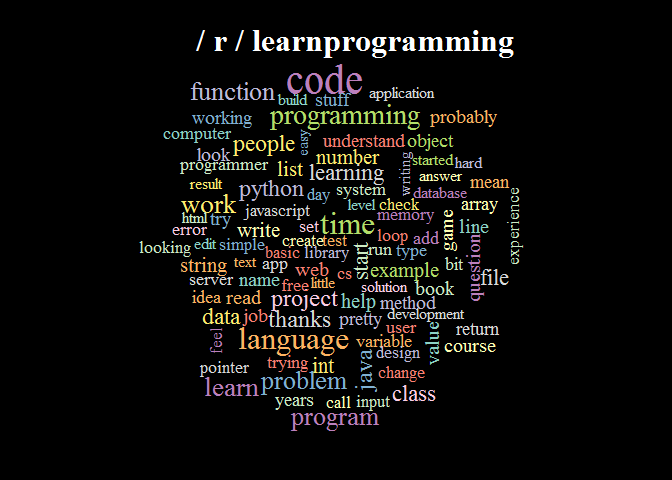 / r / learnprogramming
code
function
build
stuff
application
working
programming
probably
computer
people
easy
understand
object
look
number
writing
started
hard
programmer
list
learning
answer
result
python
day
system
database
mean
work
level
check
array
experience
html
try
javascript
set
time
memory
game
line
error
write
create
test
loop
add
looking
edit
simple
basic
library
start
run
type
question
string
text
app
web
cs
example
bit
file
server
name
free
little
solution
book
idea
read
project
help
method
data
job
thanks
pretty
development
user
value
return
feel
language
variable
design
course
pointer
trying
int
java
change
learn
problem
class
years
call
input
program